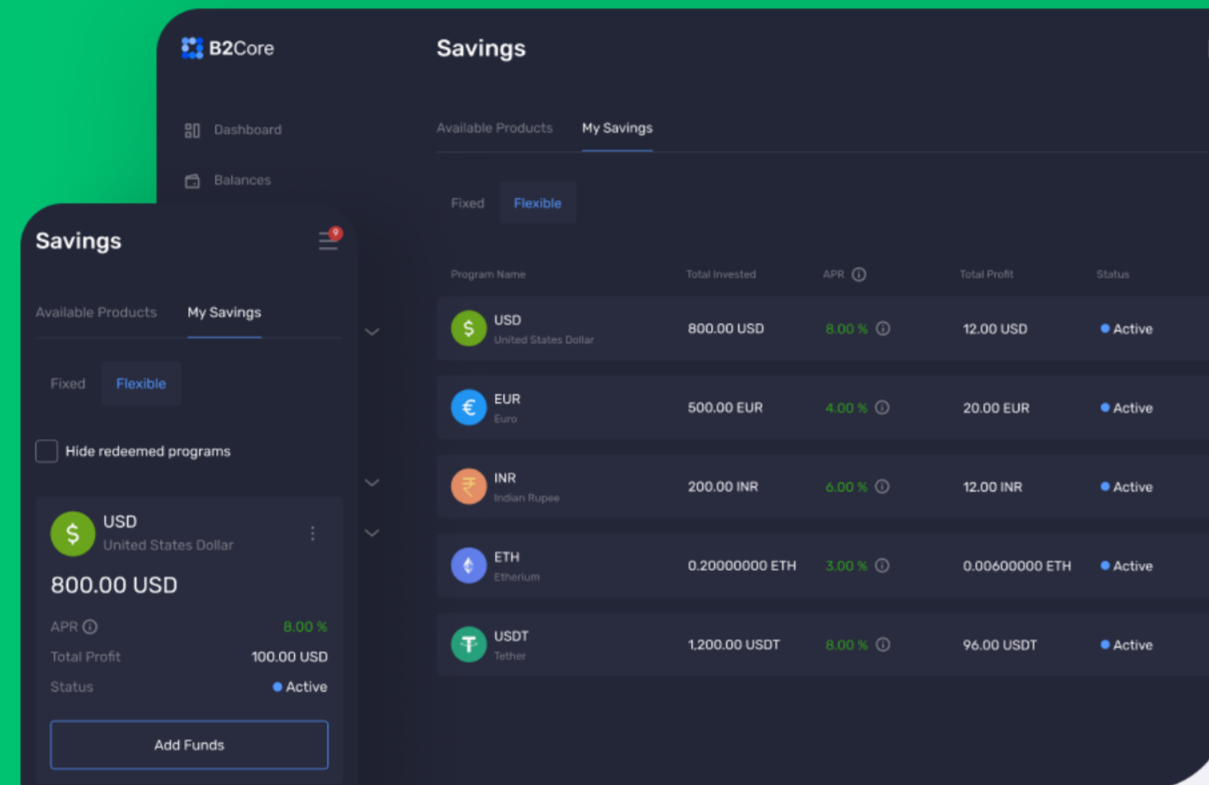 B2Core
Dashboard
Balances
Savings
Available Products My Savings
Fixed Flexible
Program Name Total Invested APR Total Profit Status
$ USD 800.00 USD 8.00 % 12.00 USD Active
United States Dollar
€ EUR 500.00 EUR 4.00 % 20.00 EUR Active
Euro
₹ INR 200.00 INR 6.00 % 12.00 INR Active
Indian Rupee
ETH 0.20000000 ETH 3.00 % 0.00600000 ETH Active
Etherium
USDT 1,200.00 USDT 8.00 % 96.00 USDT Active
Tether
Savings
9
Available Products My Savings
Fixed Flexible
Hide redeemed programs
$ USD
United States Dollar
800.00 USD
APR 8.00 %
Total Profit 100.00 USD
Status Active
Add Funds